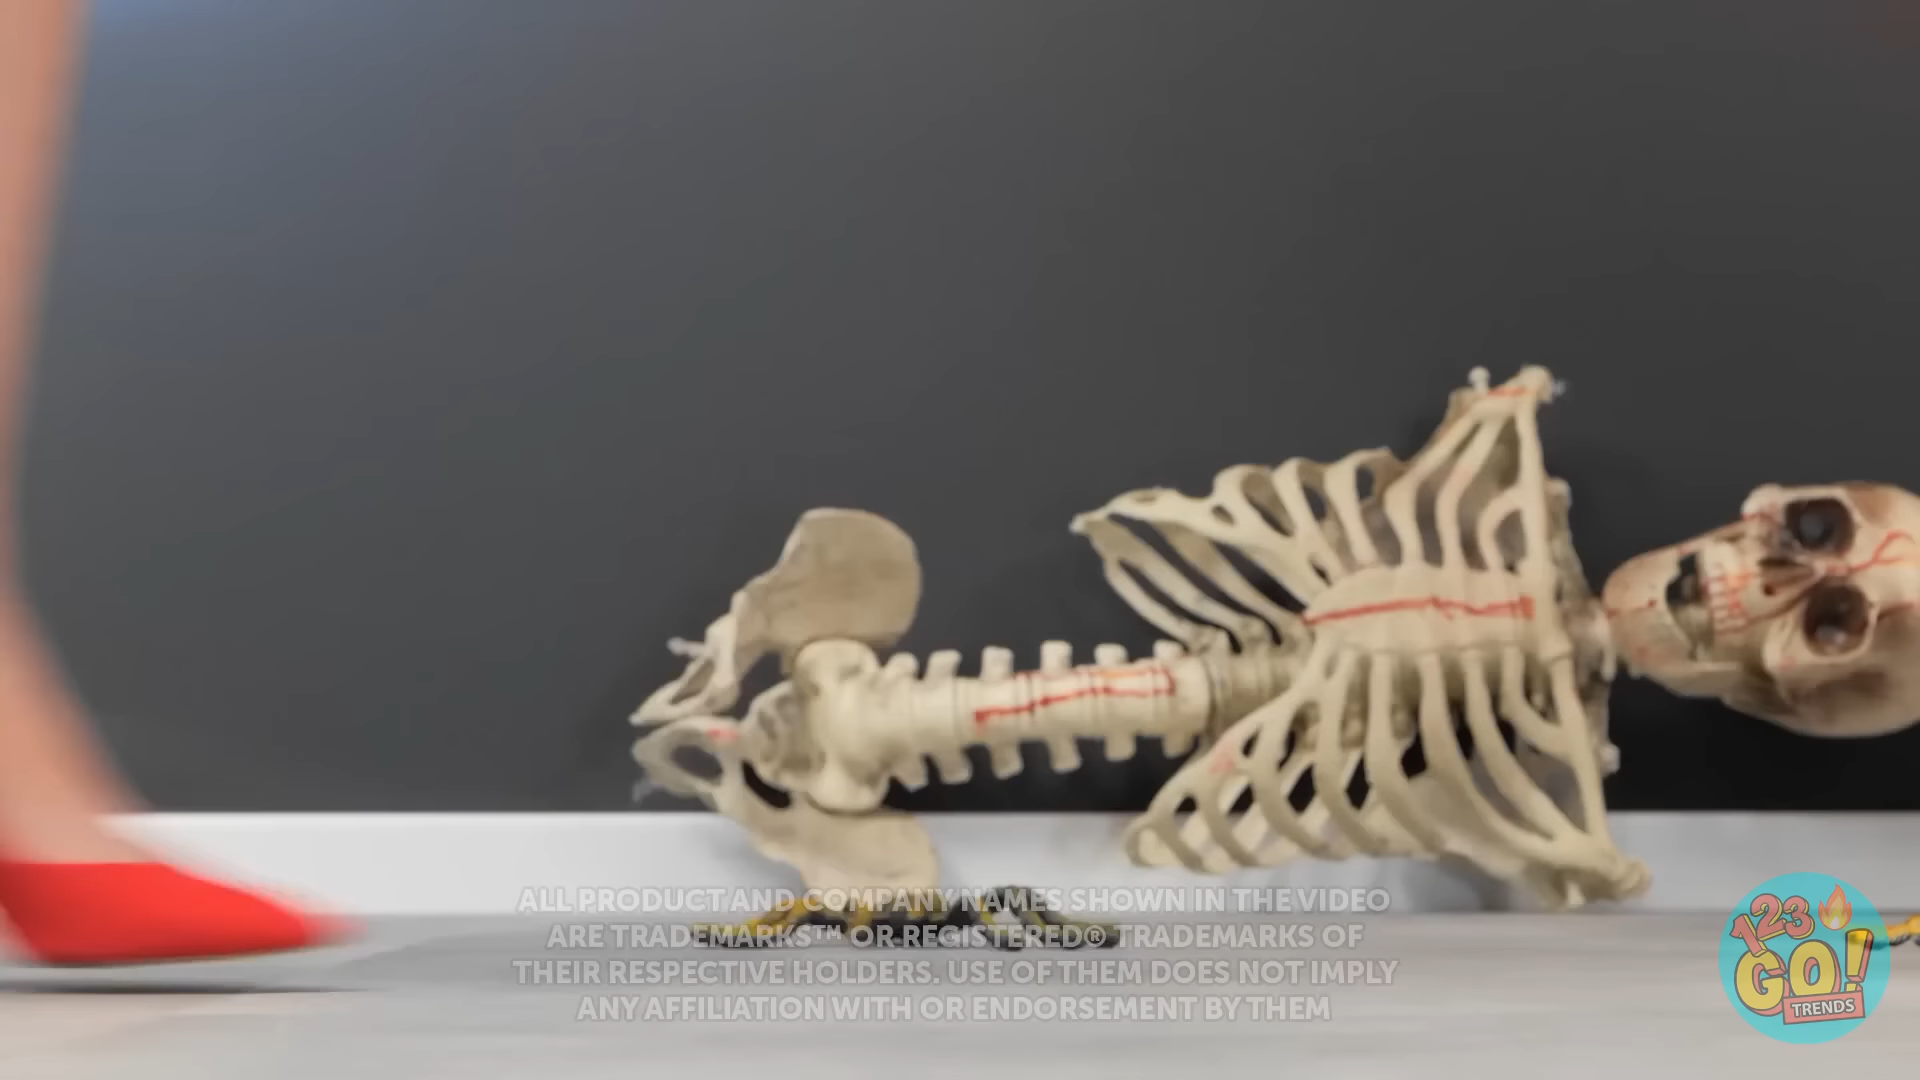 ALL PRODUCT AND COMPANY NAMES SHOWN IN THE VIDEO
ARE TRADEMARKS™ OR REGISTERED® TRADEMARKS OF
THEIR RESPECTIVE HOLDERS. USE OF THEM DOES NOT IMPLY
ANY AFFILIATION WITH OR ENDORSEMENT BY THEM
123
GO!
TRENDS